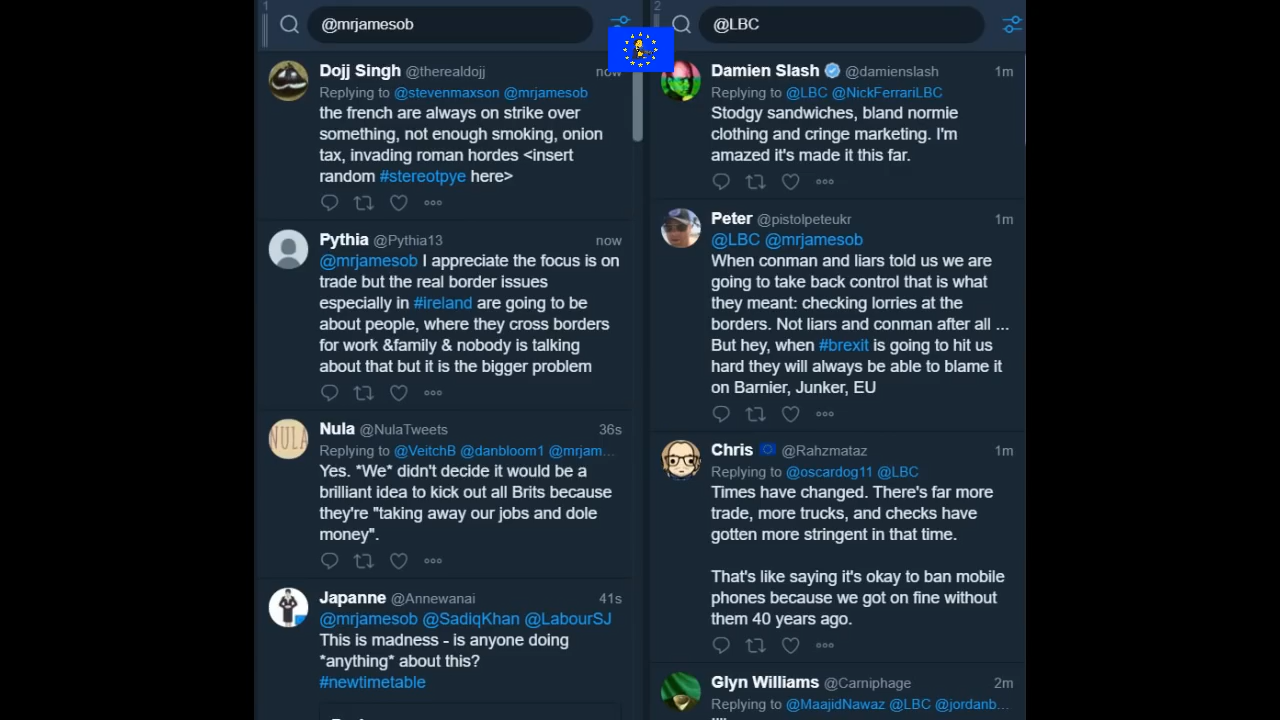 1
@mrjamesob
Dojj Singh @therealdojj now
Replying to @stevenmaxson @mrjamesob
the french are always on strike over
something, not enough smoking, onion
tax, invading roman hordes <insert
random #stereotpye here>
Pythia @Pythia13 now
@mrjamesob I appreciate the focus is on
trade but the real border issues
especially in #ireland are going to be
about people, where they cross borders
for work &family & nobody is talking
about that but it is the bigger problem
NULA
Nula @NulaTweets 36s
Replying to @VeitchB @danbloom1 @mrjam...
Yes. *We* didn't decide it would be a
brilliant idea to kick out all Brits because
they're "taking away our jobs and dole
money".
Japanne @Annewanai 41s
@mrjamesob @SadiqKhan @LabourSJ
This is madness - is anyone doing
*anything* about this?
#newtimetable
2
@LBC
Damien Slash @damienslash 1m
Replying to @LBC @NickFerrariLBC
Stodgy sandwiches, bland normie
clothing and cringe marketing. I'm
amazed it's made it this far.
Peter @pistolpeteukr 1m
@LBC @mrjamesob
When conman and liars told us we are
going to take back control that is what
they meant: checking lorries at the
borders. Not liars and conman after all ...
But hey, when #brexit is going to hit us
hard they will always be able to blame it
on Barnier, Junker, EU
Chris @Rahzmataz 1m
Replying to @oscardog11 @LBC
Times have changed. There's far more
trade, more trucks, and checks have
gotten more stringent in that time.
That's like saying it's okay to ban mobile
phones because we got on fine without
them 40 years ago.
Glyn Williams @Carniphage 2m
Replying to @MaajidNawaz @LBC @jordanb...